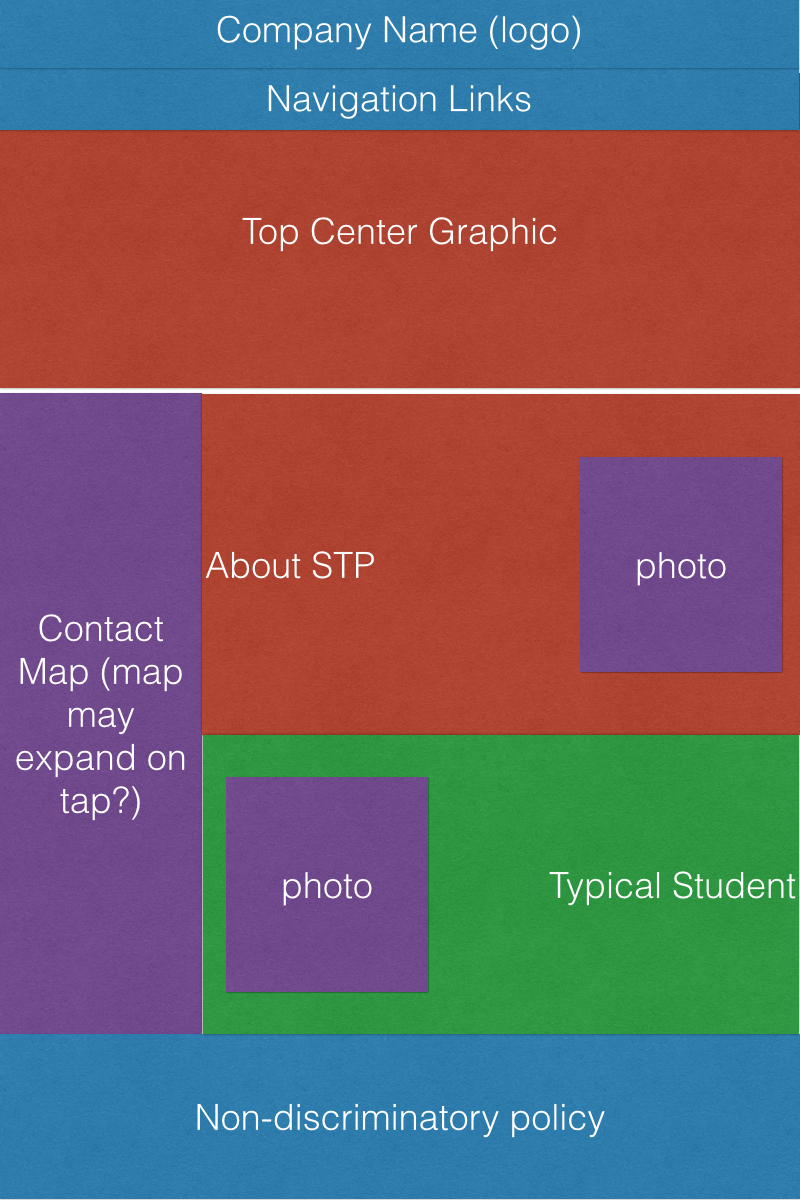 Company Name (logo)
Navigation Links
Top Center Graphic
About STP
photo
Contact
Map (map
may
expand on
tap?)
photo
Typical Student
Non-discriminatory policy